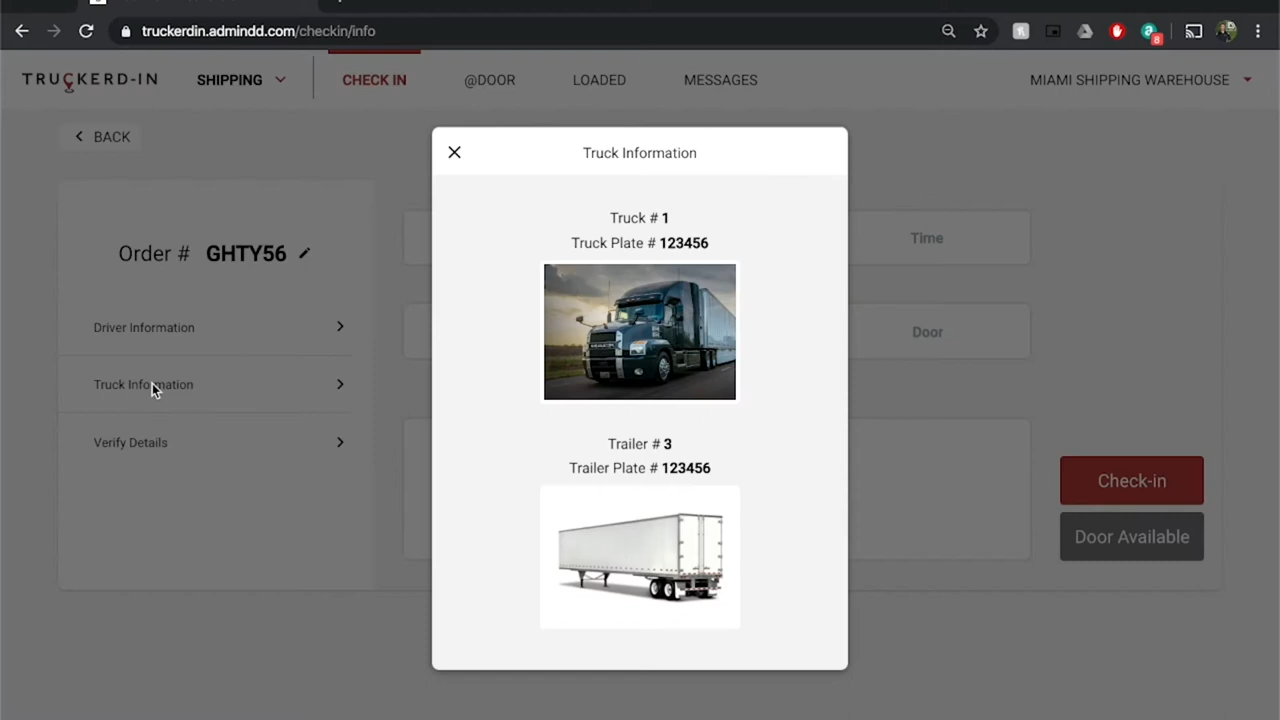 truckerdin.admindd.com/checkin/info
8
TRUCKERD-IN
SHIPPING
CHECK IN
@DOOR
LOADED
MESSAGES
MIAMI SHIPPING WAREHOUSE
BACK
Order # GHTY56
Driver Information
Truck Information
Verify Details
Truck Information
Truck # 1
Truck Plate # 123456
MACK
Trailer # 3
Trailer Plate # 123456
Time
Door
Check-in
Door Available